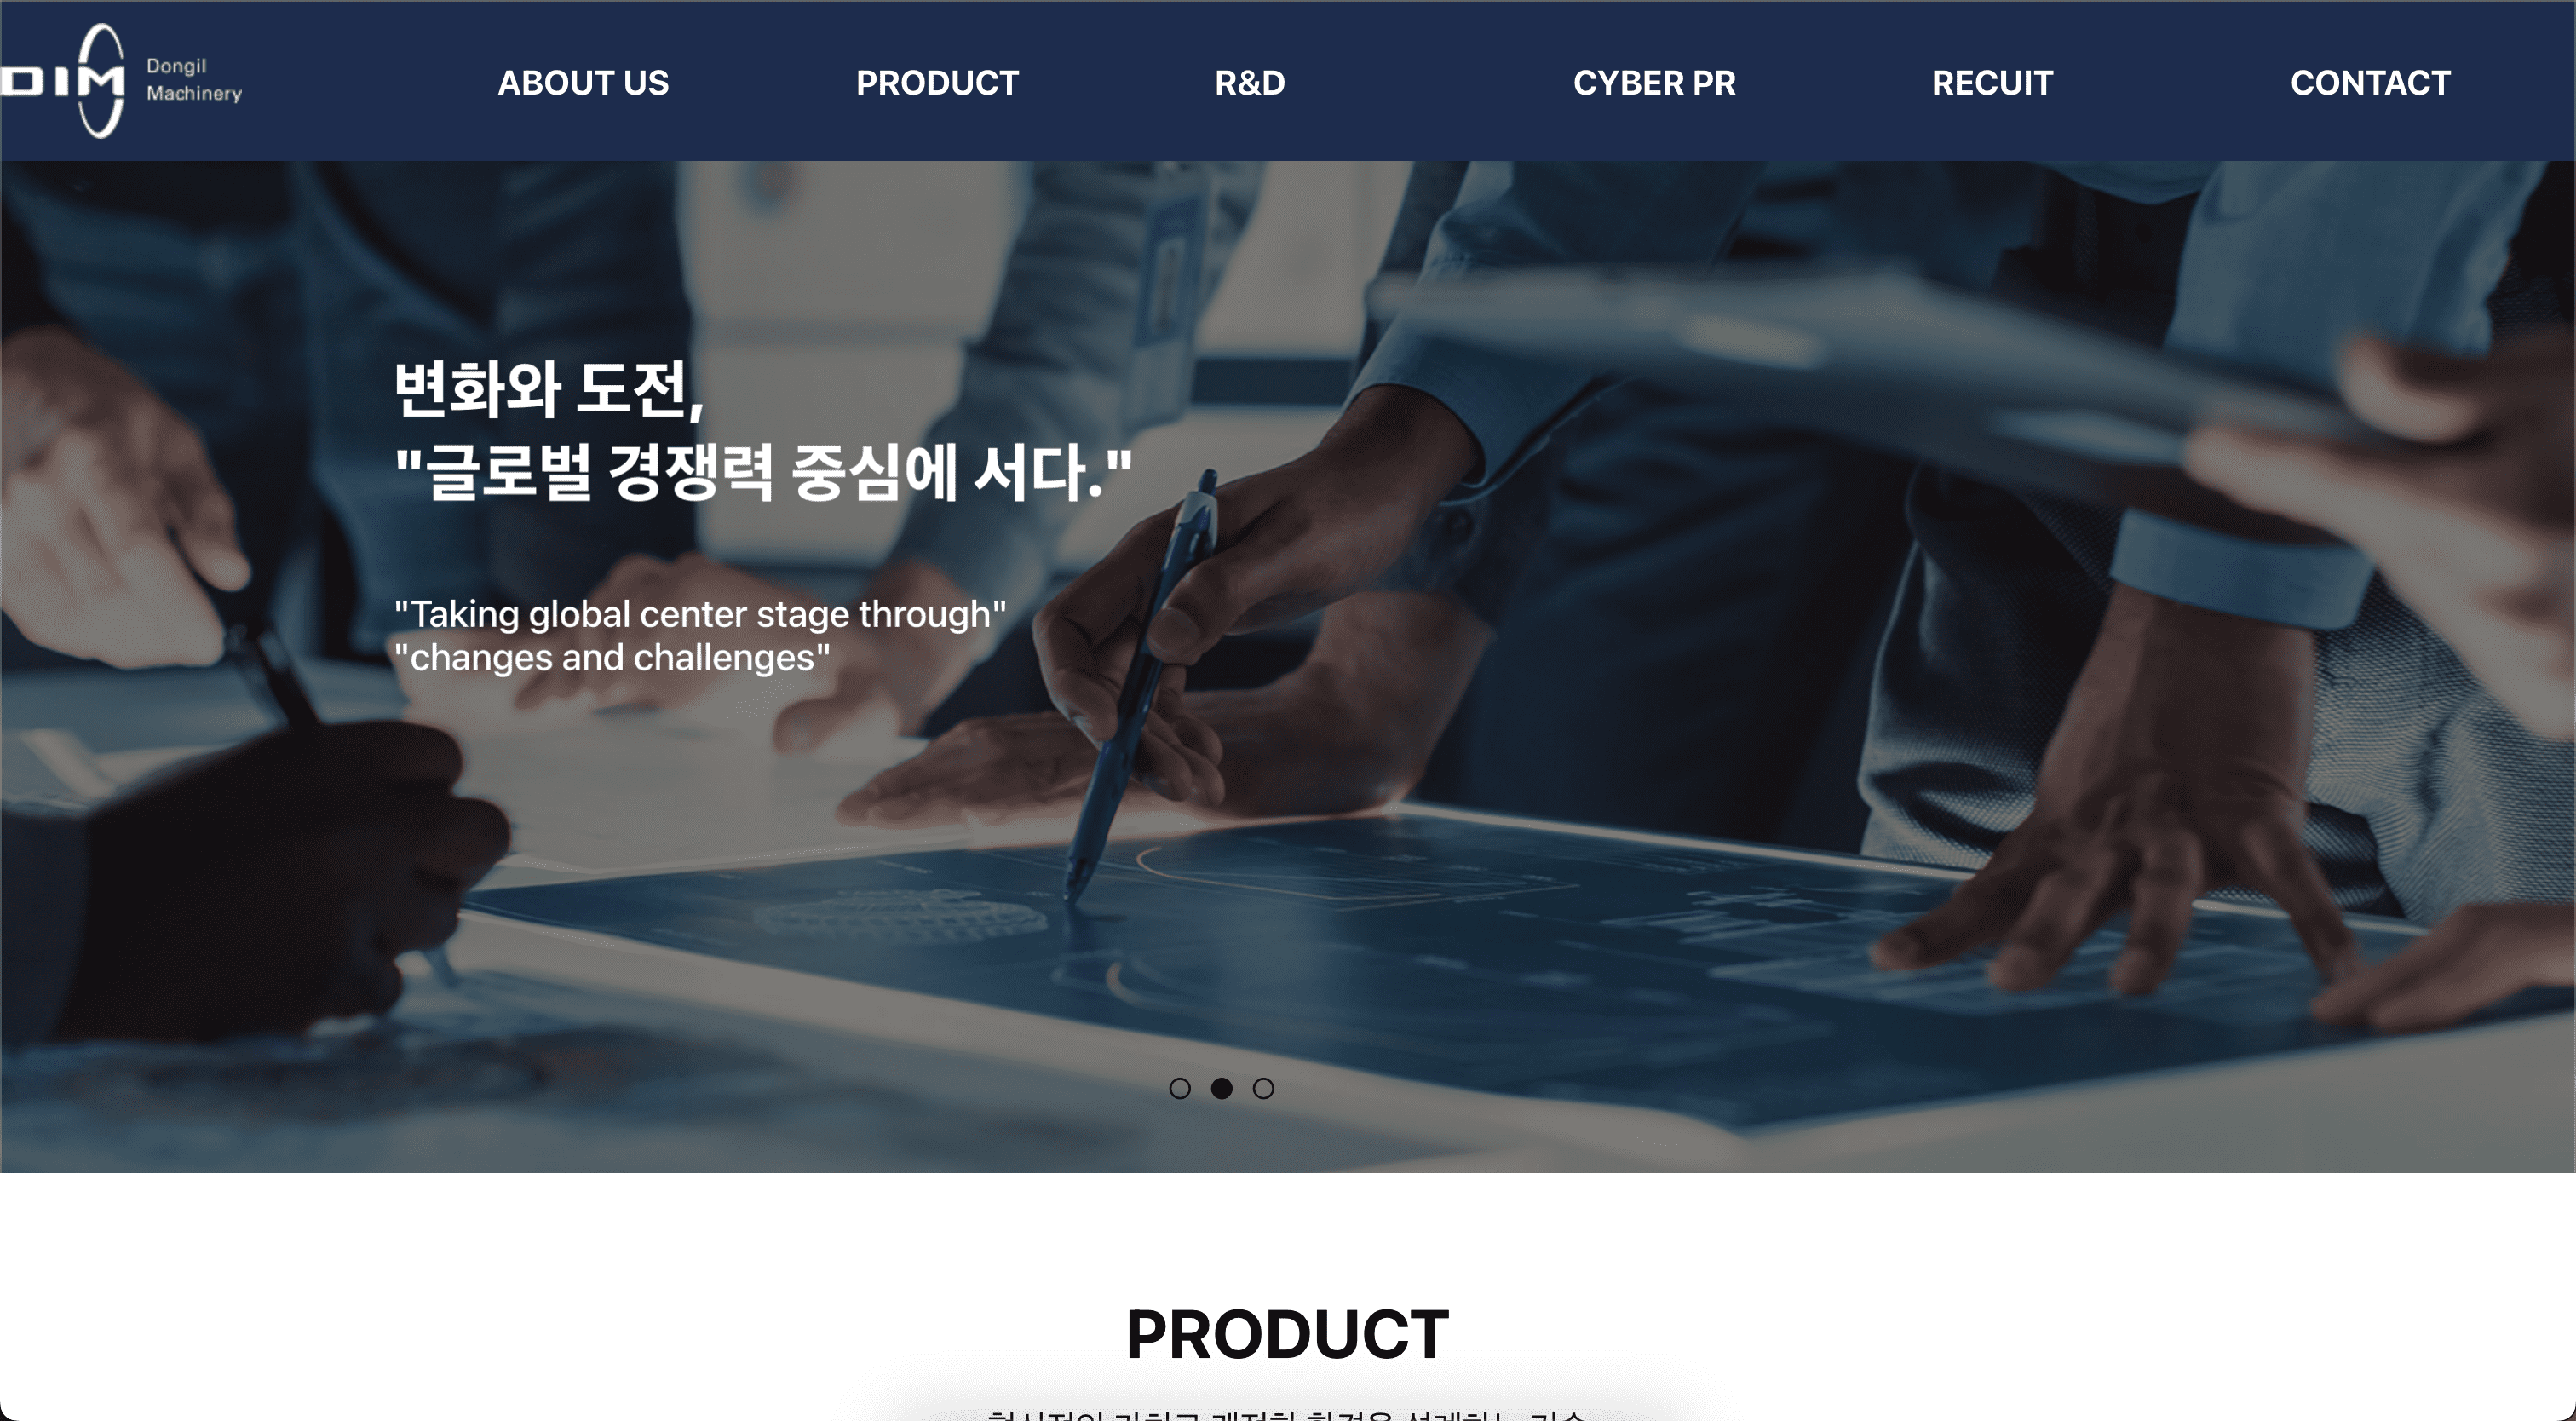 DIM
Dongil
Machinery
ABOUT US
PRODUCT
R&D
CYBER PR
RECUIT
CONTACT
변화와 도전,
"글로벌 경쟁력 중심에 서다."
"Taking global center stage through"
"changes and challenges"
PRODUCT